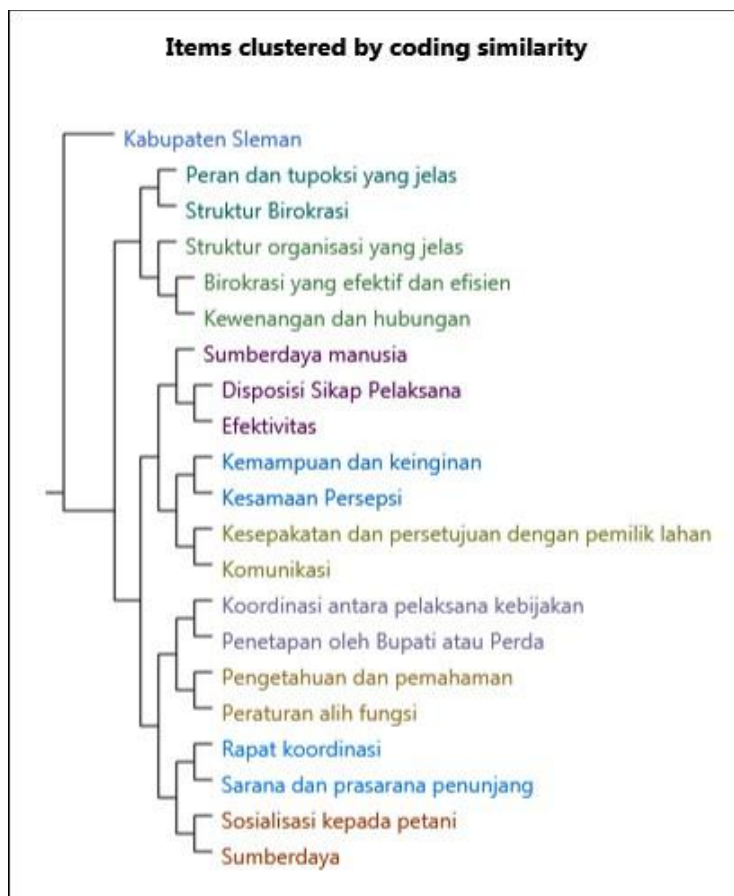 Items clustered by coding similarity
Kabupaten Sleman
Peran dan tupoksi yang jelas
Struktur Birokrasi
Struktur organisasi yang jelas
Birokrasi yang efektif dan efisien
Kewenangan dan hubungan
Sumberdaya manusia
Disposisi Sikap Pelaksana
Efektivitas
Kemampuan dan keinginan
Kesamaan Persepsi
Kesepakatan dan persetujuan dengan pemilik lahan
Komunikasi
Koordinasi antara pelaksana kebijakan
Penetapan oleh Bupati atau Perda
Pengetahuan dan pemahaman
Peraturan alih fungsi
Rapat koordinasi
Sarana dan prasarana penunjang
Sosialisasi kepada petani
Sumberdaya